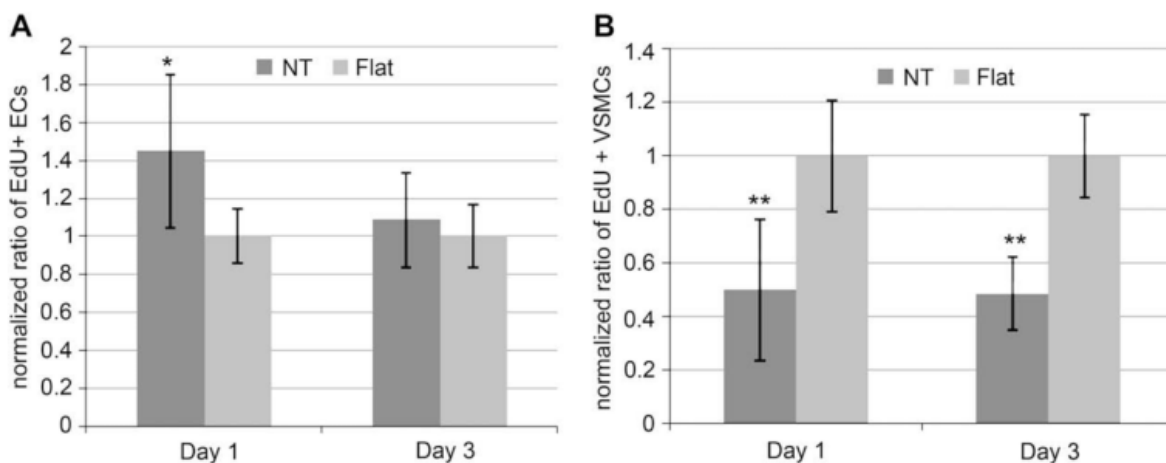 A
normalized ratio of EdU+ ECs
2
1.8
1.6
1.4
1.2
1
0.8
0.6
0.4
0.2
0
*
NT Flat
Day 1 Day 3
B
normalized ratio of EdU + VSMCs
1.4
1.2
1
0.8
0.6
0.4
0.2
0
NT Flat
**
**
Day 1 Day 3